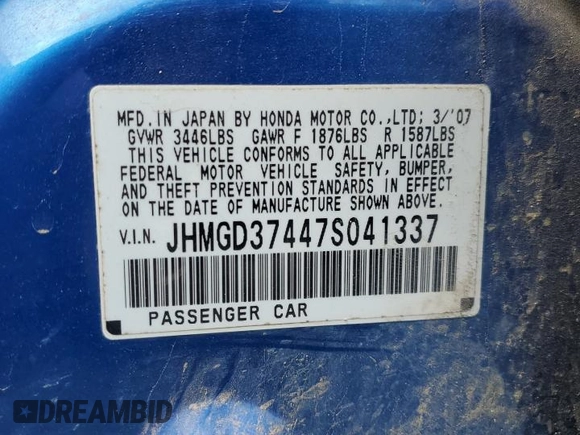 MFD. IN JAPAN BY HONDA MOTOR CO.,LTD; 3/'07
GVWR 3446LBS GAWR F 1876LBS R 1587LBS
THIS VEHICLE CONFORMS TO ALL APPLICABLE
FEDERAL MOTOR VEHICLE SAFETY, BUMPER,
AND THEFT PREVENTION STANDARDS IN EFFECT
ON THE DATE OF MANUFACTURE SHOWN ABOVE.
V.I.N. JHMGD37447S041337
PASSENGER CAR
DREAMBID